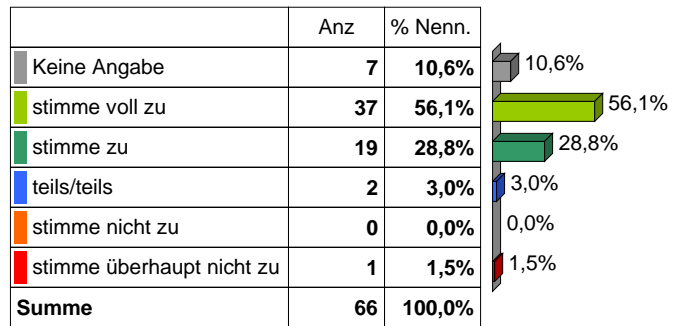 Anz % Nenn.
Keine Angabe 7 10,6% 10,6%
stimme voll zu 37 56,1% 56,1%
stimme zu 19 28,8% 28,8%
teils/teils 2 3,0% 3,0%
stimme nicht zu 0 0,0% 0,0%
stimme überhaupt nicht zu 1 1,5% 1,5%
Summe 66 100,0%